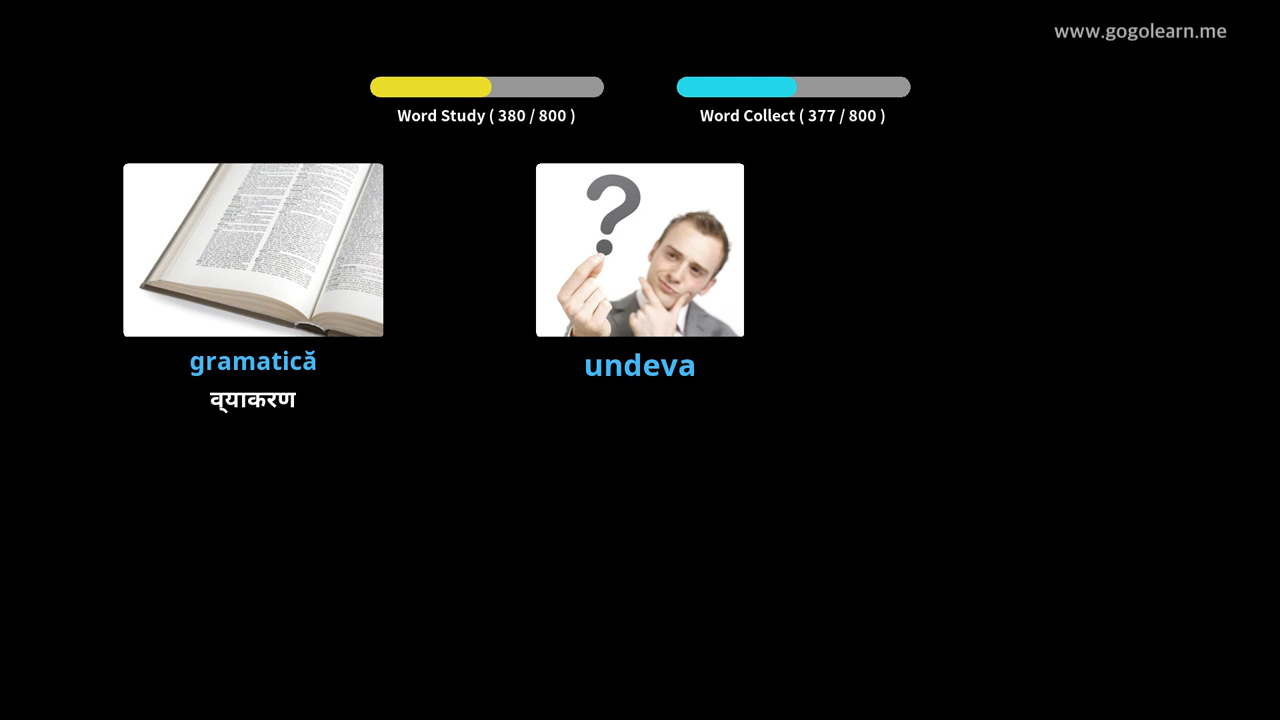 www.gogolearn.me
Word Study ( 380 / 800 )
Word Collect ( 377 / 800 )
gramatică
undeva
व्याकरण